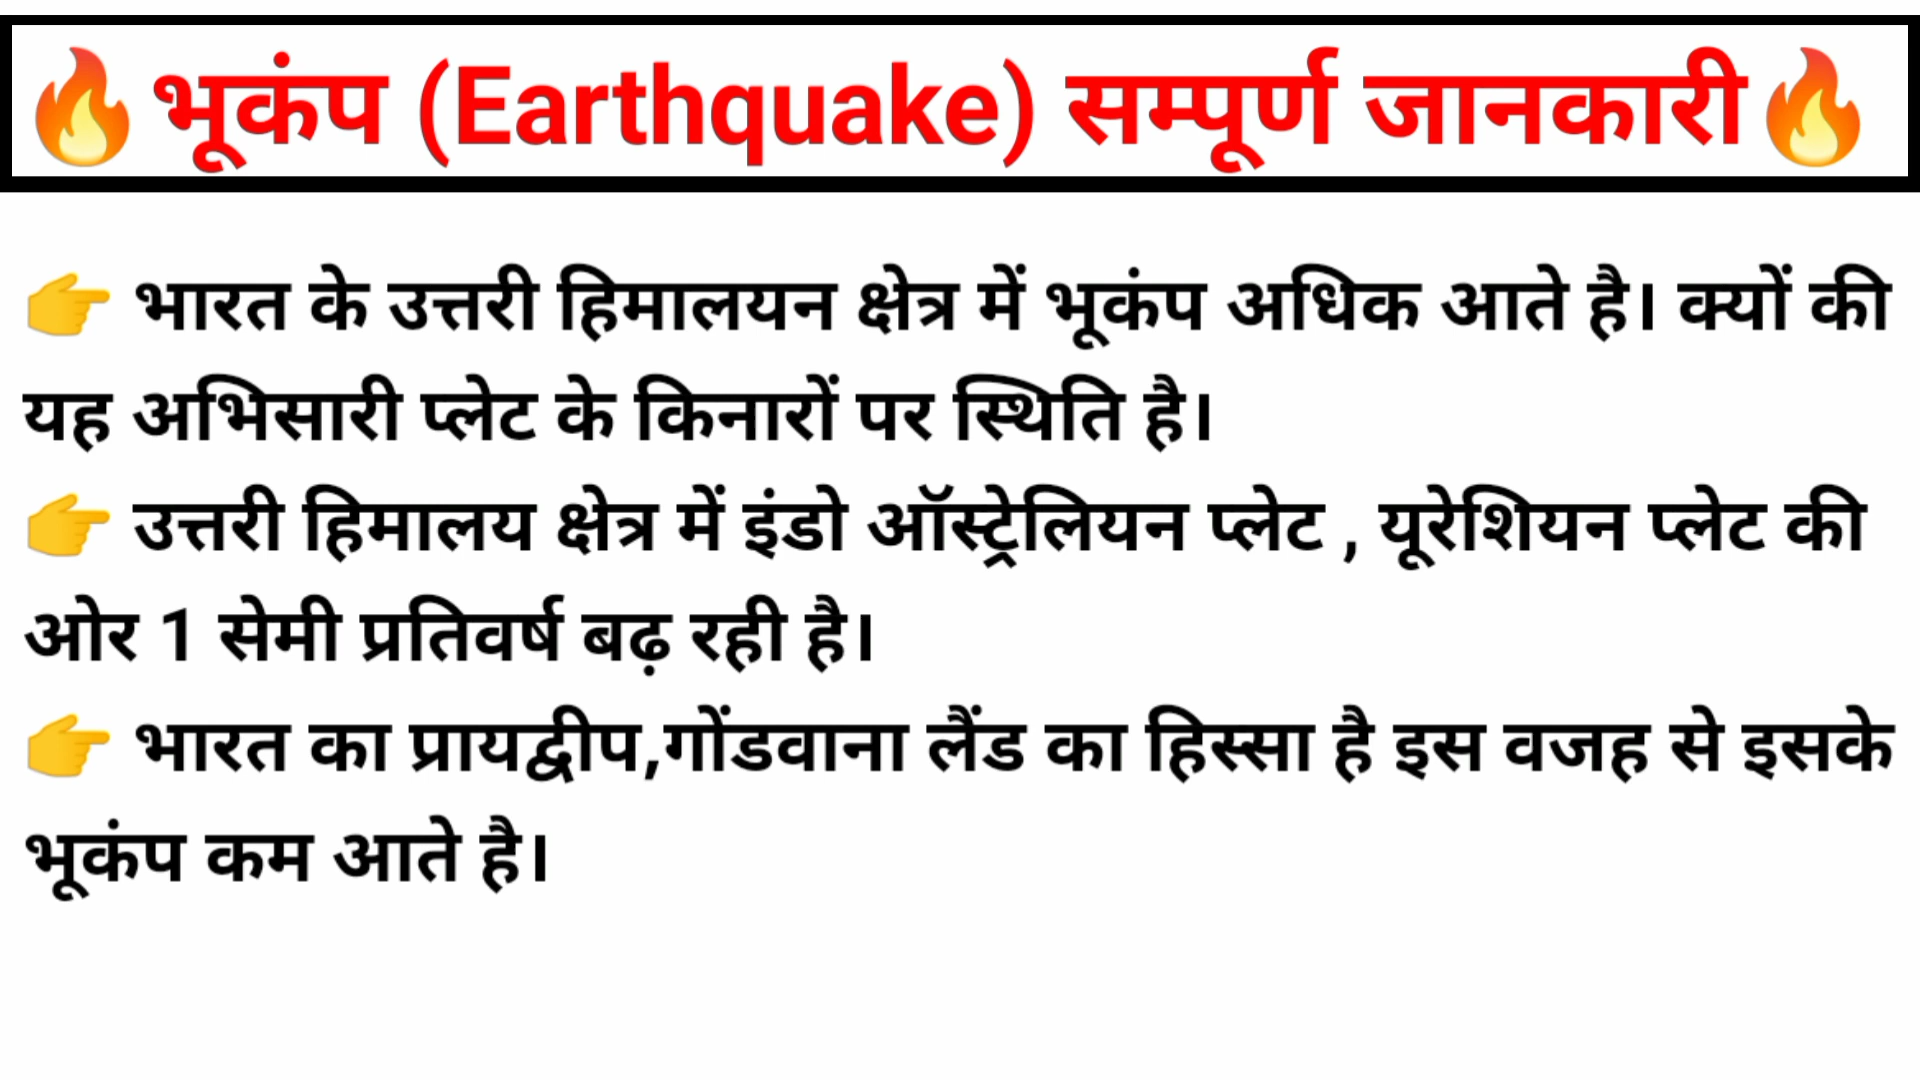 🔥भूकंप (Earthquake) सम्पूर्ण जानकारी🔥
👉 भारत के उत्तरी हिमालयन क्षेत्र में भूकंप अधिक आते है। क्यों की
यह अभिसारी प्लेट के किनारों पर स्थिति है।
👉 उत्तरी हिमालय क्षेत्र में इंडो ऑस्ट्रेलियन प्लेट , यूरेशियन प्लेट की
ओर 1 सेमी प्रतिवर्ष बढ़ रही है।
👉 भारत का प्रायद्वीप,गोंडवाना लैंड का हिस्सा है इस वजह से इसके
भूकंप कम आते है।